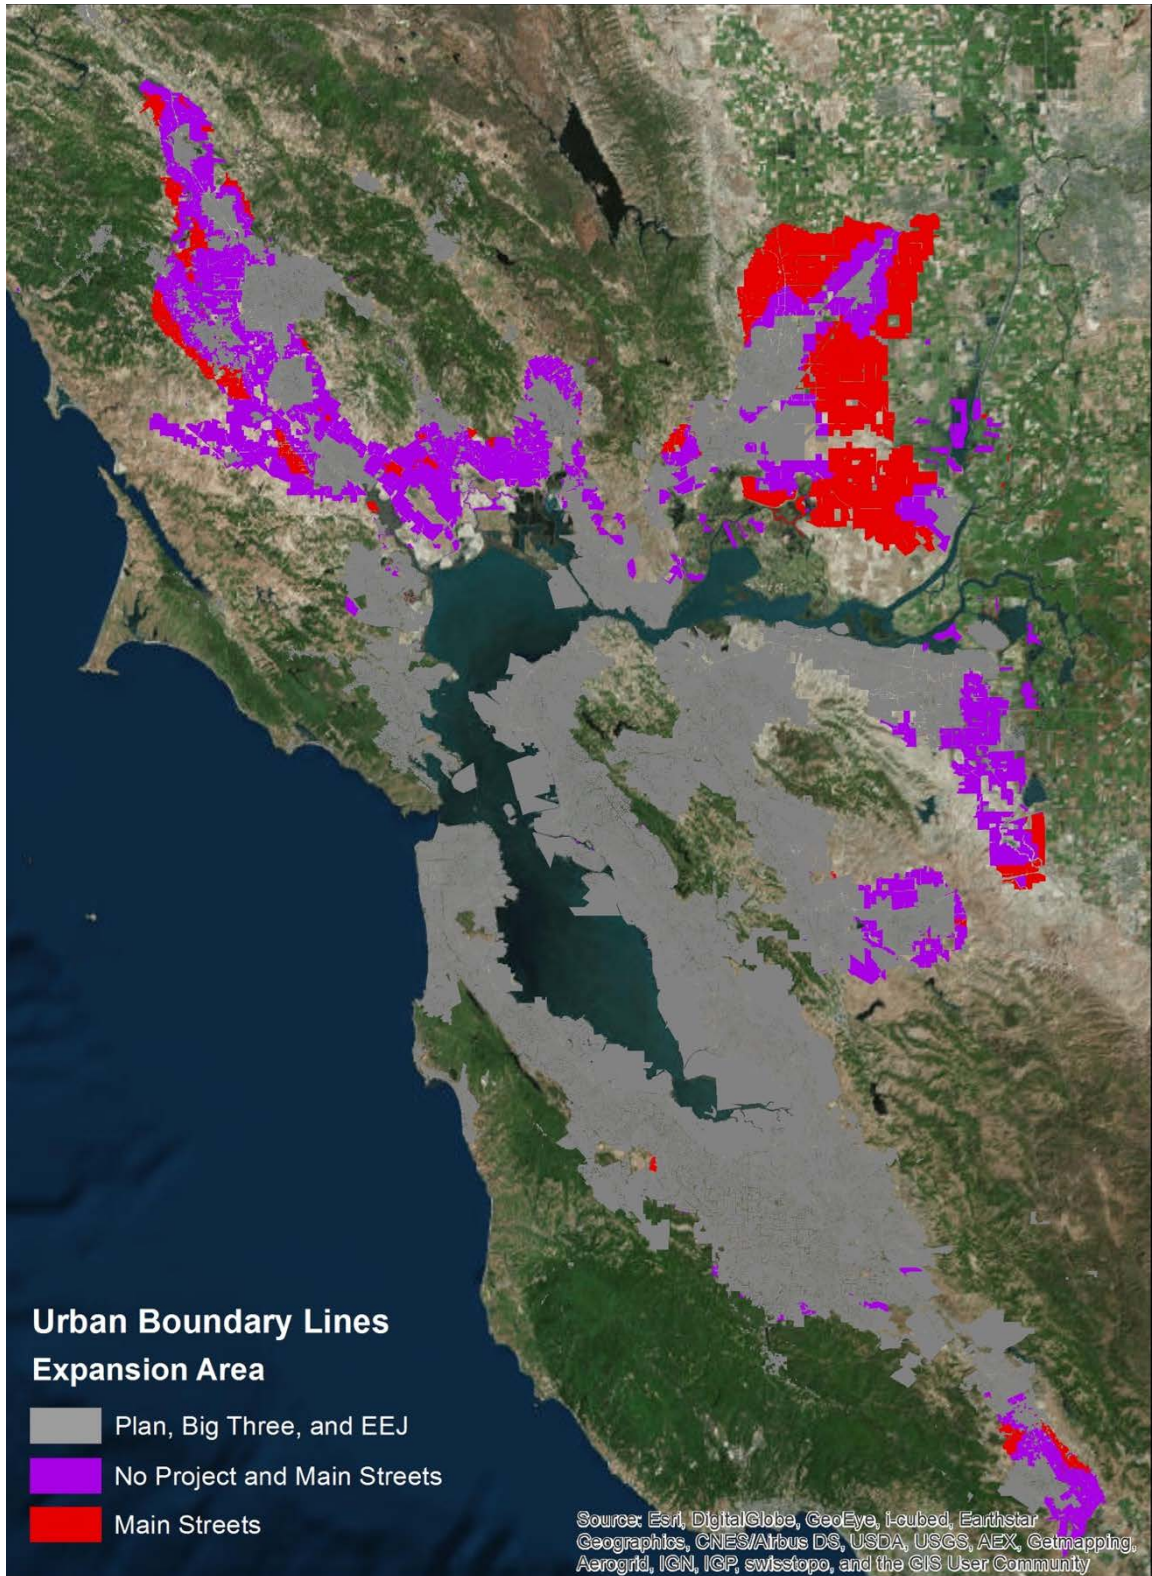 Urban Boundary Lines
Expansion Area
Plan, Big Three, and EEJ
No Project and Main Streets
Main Streets
Source: Esri, DigitalGlobe, GeoEye, i-cubed, Earthstar
Geographics, CNES/Airbus DS, USDA, USGS, AEX, Getmapping,
Aerogrid, IGN, IGP, swisstopo, and the GIS User Community